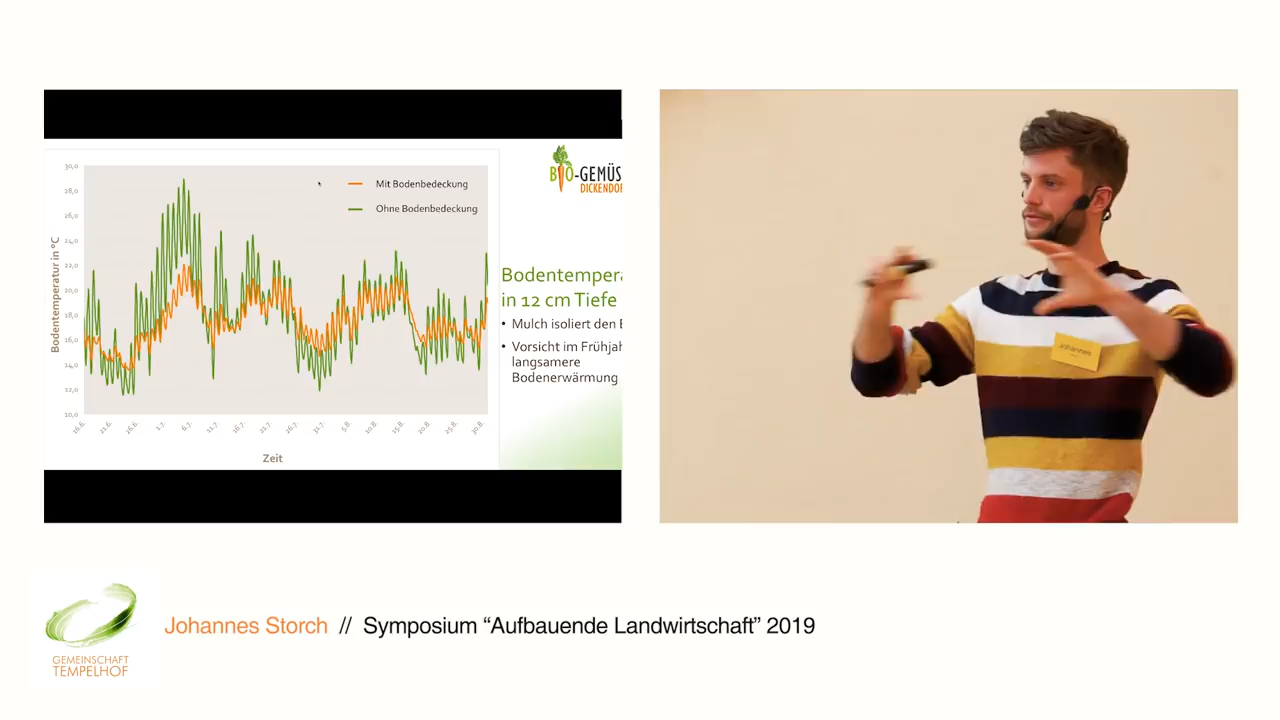 BIO-GEMÜS
DICKENDO
30,0
28,0
26,0
24,0
22,0
20,0
18,0
16,0
14,0
12,0
10,0
Bodentemperatur in °C
Mit Bodenbedeckung
Ohne Bodenbedeckung
16.6.
21.6.
26.6.
1.7.
6.7.
11.7.
16.7.
21.7.
26.7.
31.7.
5.8.
10.8.
15.8.
20.8.
25.8.
30.8.
Zeit
Bodentempera
in 12 cm Tiefe
• Mulch isoliert den B
• Vorsicht im Frühjah
langsamere
Bodenerwärmung
Johannes
GEMEINSCHAFT
TEMPELHOF
Johannes Storch // Symposium “Aufbauende Landwirtschaft” 2019